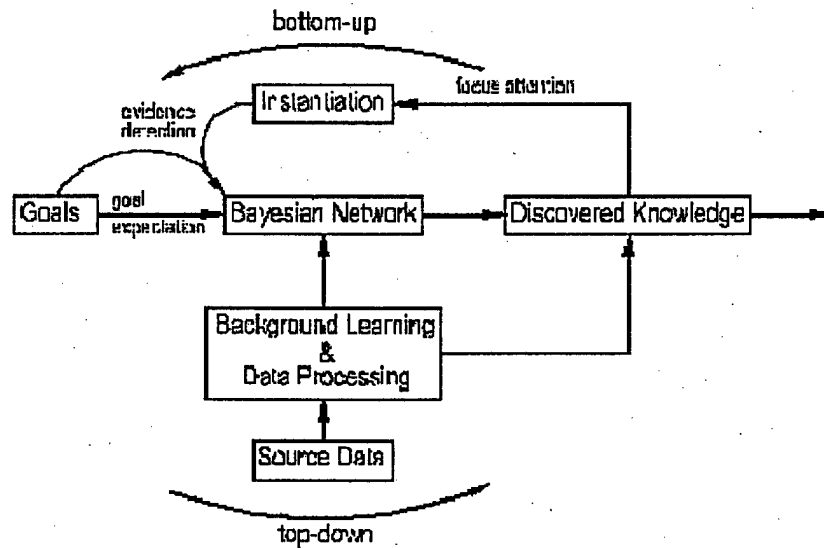 bottom-up
Instantiation
focus attention
evidence
detection
Goals
goal
expectation
Bayesian Network
Discovered Knowledge
Background Learning
&
Data Processing
Source Data
top-down